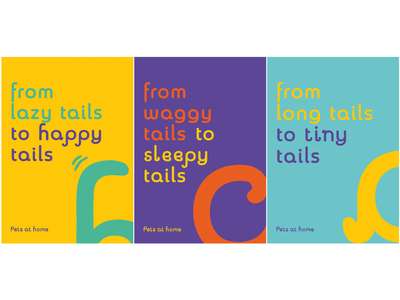 from
lazy tails
to happy
tails
Pets at home
from
waggy
tails to
sleepy
tails
Pets at home
from
long tails
to tiny
tails
Pets at home